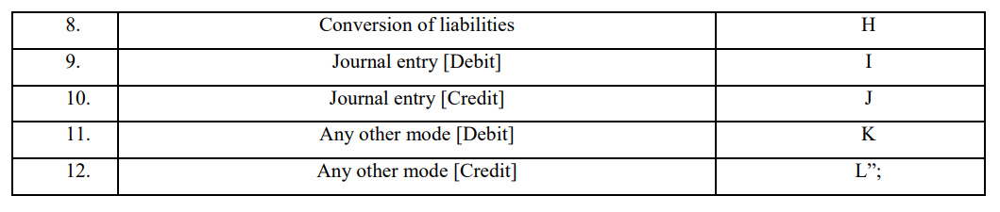 8. Conversion of liabilities H
9. Journal entry [Debit] I
10. Journal entry [Credit] J
11. Any other mode [Debit] K
12. Any other mode [Credit] L”;